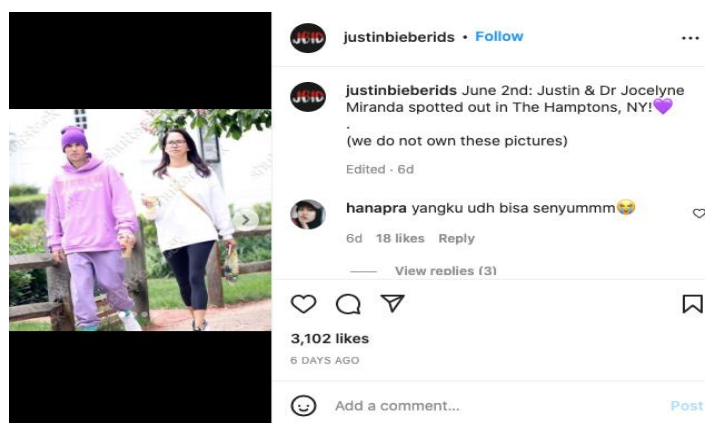 JBID
justinbieberids • Follow
JBID
justinbieberids June 2nd: Justin & Dr Jocelyne
Miranda spotted out in The Hamptons, NY!💜
.
(we do not own these pictures)
Edited · 6d
hanapra yangku udh bisa senyummm😭
6d 18 likes Reply
View replies (3)
3,102 likes
6 DAYS AGO
Add a comment...
Post